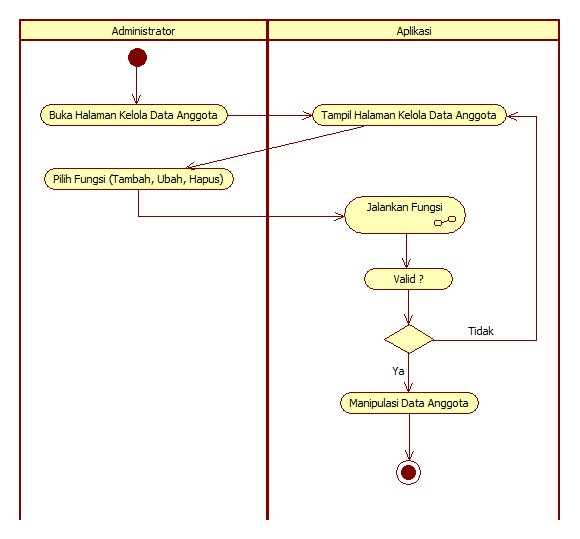 Administrator
Aplikasi
Buka Halaman Kelola Data Anggota
Tampil Halaman Kelola Data Anggota
Pilih Fungsi (Tambah, Ubah, Hapus)
Jalankan Fungsi
Valid ?
Tidak
Ya
Manipulasi Data Anggota